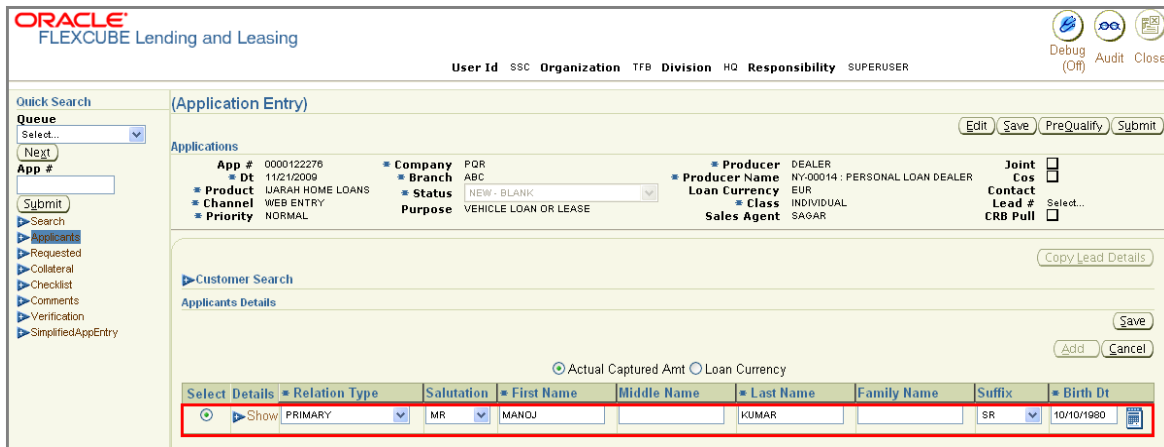 ORACLE
FLEXCUBE Lending and Leasing
Debug (Off)
Audit
Close
User Id SSC Organization TFB Division HQ Responsibility SUPERUSER
Quick Search
Queue
Select...
Next
App #
Submit
Search
Applicants
Requested
Collateral
Checklist
Comments
Verification
SimplifiedAppEntry
(Application Entry)
Edit Save PreQualify Submit
Applications
App # 0000122276 * Company PQR * Producer DEALER Joint
* Dt 11/21/2009 * Branch ABC * Producer Name NY-00014 : PERSONAL LOAN DEALER Cos
* Product IJARAH HOME LOANS * Status NEW - BLANK Loan Currency EUR Contact
* Channel WEB ENTRY Purpose VEHICLE LOAN OR LEASE * Class INDIVIDUAL Lead # Select...
* Priority NORMAL Sales Agent SAGAR CRB Pull
Copy Lead Details
Customer Search
Applicants Details
Save
Add Cancel
Actual Captured Amt Loan Currency
Select Details * Relation Type Salutation * First Name Middle Name * Last Name Family Name Suffix * Birth Dt
Show PRIMARY MR MANOJ KUMAR SR 10/10/1980